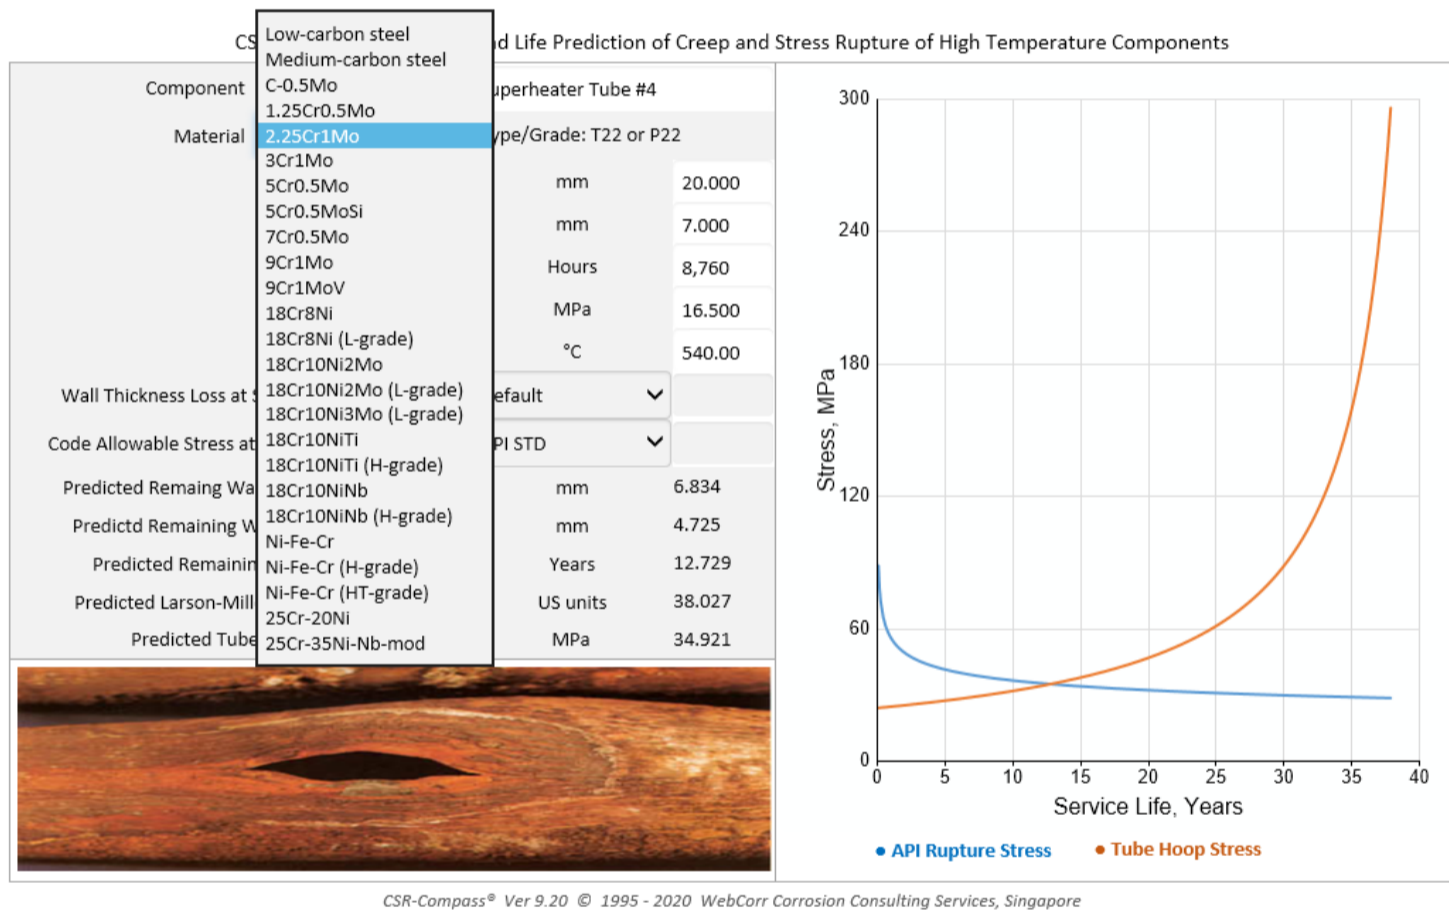 CS
nd Life Prediction of Creep and Stress Rupture of High Temperature Components
Component
uperheater Tube #4
Material
ype/Grade: T22 or P22
Low-carbon steel
Medium-carbon steel
C-0.5Mo
1.25Cr0.5Mo
2.25Cr1Mo
3Cr1Mo
5Cr0.5Mo
5Cr0.5MoSi
7Cr0.5Mo
9Cr1Mo
9Cr1MoV
18Cr8Ni
18Cr8Ni (L-grade)
18Cr10Ni2Mo
18Cr10Ni2Mo (L-grade)
18Cr10Ni3Mo (L-grade)
18Cr10NiTi
18Cr10NiTi (H-grade)
18Cr10NiNb
18Cr10NiNb (H-grade)
Ni-Fe-Cr
Ni-Fe-Cr (H-grade)
Ni-Fe-Cr (HT-grade)
25Cr-20Ni
25Cr-35Ni-Nb-mod
mm 20.000
mm 7.000
Hours 8,760
MPa 16.500
°C 540.00
Wall Thickness Loss at S
efault
Code Allowable Stress at
PI STD
Predicted Remaing Wa
mm 6.834
Predictd Remaining W
mm 4.725
Predicted Remainin
Years 12.729
Predicted Larson-Mill
US units 38.027
Predicted Tube
MPa 34.921
Stress, MPa
300
240
180
120
60
0
0 5 10 15 20 25 30 35 40
Service Life, Years
API Rupture Stress
Tube Hoop Stress
CSR-Compass® Ver 9.20 © 1995 - 2020 WebCorr Corrosion Consulting Services, Singapore